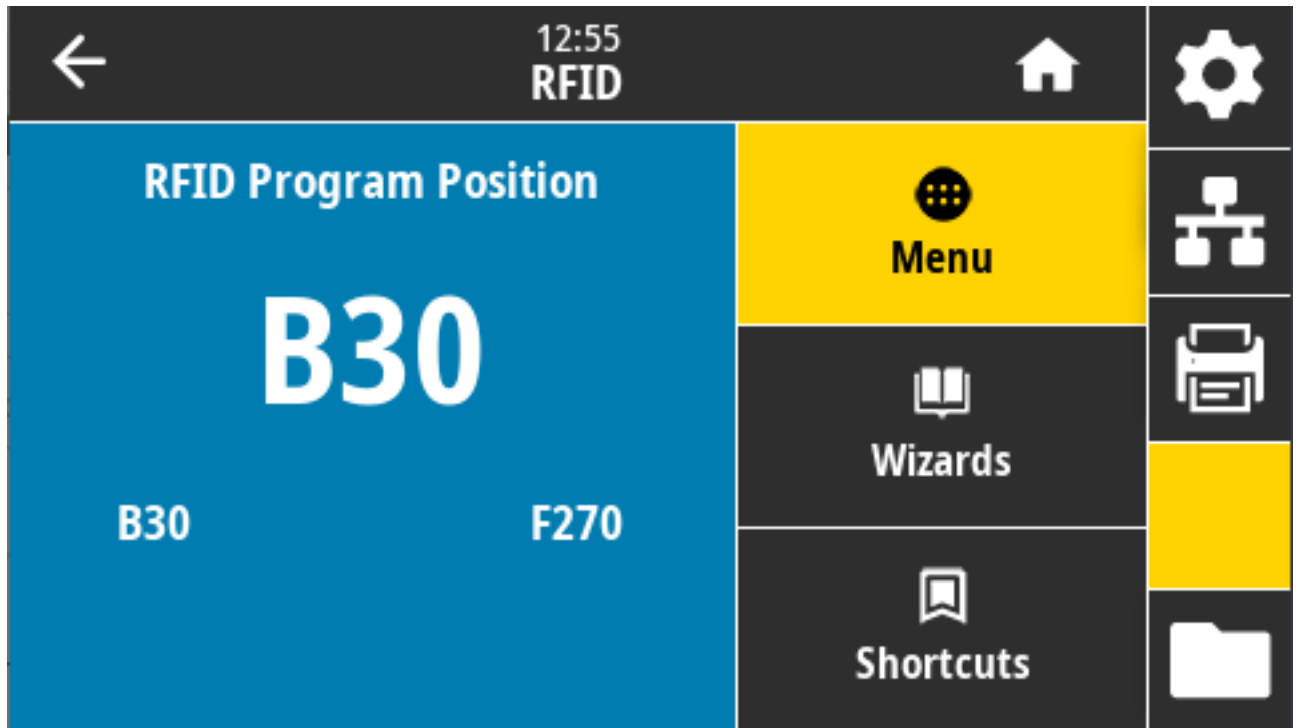 12:55
RFID
RFID Program Position
B30
B30 F270
Menu
Wizards
Shortcuts